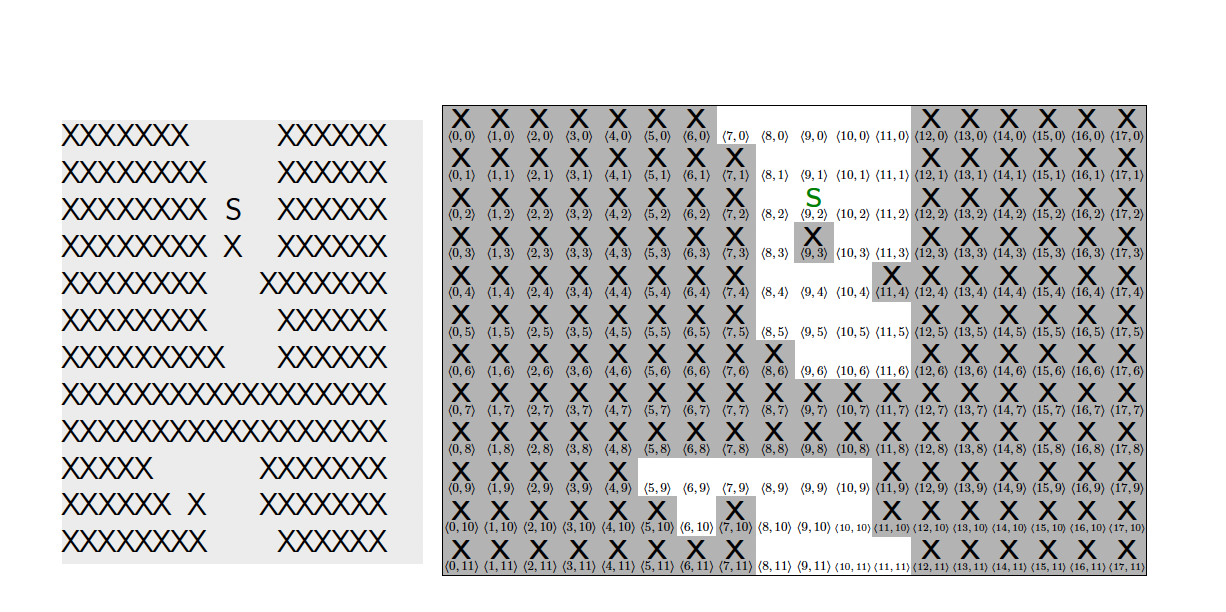 XXXXXXX     XXXXXX
XXXXXXXX    XXXXXX
XXXXXXXX S  XXXXXX
XXXXXXXX X  XXXXXX
XXXXXXXX   XXXXXXX
XXXXXXXX    XXXXXX
XXXXXXXXX   XXXXXX
XXXXXXXXXXXXXXXXXX
XXXXXXXXXXXXXXXXXX
XXXXX      XXXXXXX
XXXXXX X   XXXXXXX
XXXXXXXX    XXXXXX
X X X X X X X X X X X X X
⟨0, 0⟩ ⟨1, 0⟩ ⟨2, 0⟩ ⟨3, 0⟩ ⟨4, 0⟩ ⟨5, 0⟩ ⟨6, 0⟩ ⟨7, 0⟩ ⟨8, 0⟩ ⟨9, 0⟩ ⟨10, 0⟩ ⟨11, 0⟩ ⟨12, 0⟩ ⟨13, 0⟩ ⟨14, 0⟩ ⟨15, 0⟩ ⟨16, 0⟩ ⟨17, 0⟩
X X X X X X X X X X X X X X
⟨0, 1⟩ ⟨1, 1⟩ ⟨2, 1⟩ ⟨3, 1⟩ ⟨4, 1⟩ ⟨5, 1⟩ ⟨6, 1⟩ ⟨7, 1⟩ ⟨8, 1⟩ ⟨9, 1⟩ ⟨10, 1⟩ ⟨11, 1⟩ ⟨12, 1⟩ ⟨13, 1⟩ ⟨14, 1⟩ ⟨15, 1⟩ ⟨16, 1⟩ ⟨17, 1⟩
X X X X X X X X S X X X X X X
⟨0, 2⟩ ⟨1, 2⟩ ⟨2, 2⟩ ⟨3, 2⟩ ⟨4, 2⟩ ⟨5, 2⟩ ⟨6, 2⟩ ⟨7, 2⟩ ⟨8, 2⟩ ⟨9, 2⟩ ⟨10, 2⟩ ⟨11, 2⟩ ⟨12, 2⟩ ⟨13, 2⟩ ⟨14, 2⟩ ⟨15, 2⟩ ⟨16, 2⟩ ⟨17, 2⟩
X X X X X X X X X X X X X X X
⟨0, 3⟩ ⟨1, 3⟩ ⟨2, 3⟩ ⟨3, 3⟩ ⟨4, 3⟩ ⟨5, 3⟩ ⟨6, 3⟩ ⟨7, 3⟩ ⟨8, 3⟩ ⟨9, 3⟩ ⟨10, 3⟩ ⟨11, 3⟩ ⟨12, 3⟩ ⟨13, 3⟩ ⟨14, 3⟩ ⟨15, 3⟩ ⟨16, 3⟩ ⟨17, 3⟩
X X X X X X X X X X X X X X X
⟨0, 4⟩ ⟨1, 4⟩ ⟨2, 4⟩ ⟨3, 4⟩ ⟨4, 4⟩ ⟨5, 4⟩ ⟨6, 4⟩ ⟨7, 4⟩ ⟨8, 4⟩ ⟨9, 4⟩ ⟨10, 4⟩ ⟨11, 4⟩ ⟨12, 4⟩ ⟨13, 4⟩ ⟨14, 4⟩ ⟨15, 4⟩ ⟨16, 4⟩ ⟨17, 4⟩
X X X X X X X X X X X X X X
⟨0, 5⟩ ⟨1, 5⟩ ⟨2, 5⟩ ⟨3, 5⟩ ⟨4, 5⟩ ⟨5, 5⟩ ⟨6, 5⟩ ⟨7, 5⟩ ⟨8, 5⟩ ⟨9, 5⟩ ⟨10, 5⟩ ⟨11, 5⟩ ⟨12, 5⟩ ⟨13, 5⟩ ⟨14, 5⟩ ⟨15, 5⟩ ⟨16, 5⟩ ⟨17, 5⟩
X X X X X X X X X X X X X X X
⟨0, 6⟩ ⟨1, 6⟩ ⟨2, 6⟩ ⟨3, 6⟩ ⟨4, 6⟩ ⟨5, 6⟩ ⟨6, 6⟩ ⟨7, 6⟩ ⟨8, 6⟩ ⟨9, 6⟩ ⟨10, 6⟩ ⟨11, 6⟩ ⟨12, 6⟩ ⟨13, 6⟩ ⟨14, 6⟩ ⟨15, 6⟩ ⟨16, 6⟩ ⟨17, 6⟩
X X X X X X X X X X X X X X X X X X
⟨0, 7⟩ ⟨1, 7⟩ ⟨2, 7⟩ ⟨3, 7⟩ ⟨4, 7⟩ ⟨5, 7⟩ ⟨6, 7⟩ ⟨7, 7⟩ ⟨8, 7⟩ ⟨9, 7⟩ ⟨10, 7⟩ ⟨11, 7⟩ ⟨12, 7⟩ ⟨13, 7⟩ ⟨14, 7⟩ ⟨15, 7⟩ ⟨16, 7⟩ ⟨17, 7⟩
X X X X X X X X X X X X X X X X X X
⟨0, 8⟩ ⟨1, 8⟩ ⟨2, 8⟩ ⟨3, 8⟩ ⟨4, 8⟩ ⟨5, 8⟩ ⟨6, 8⟩ ⟨7, 8⟩ ⟨8, 8⟩ ⟨9, 8⟩ ⟨10, 8⟩ ⟨11, 8⟩ ⟨12, 8⟩ ⟨13, 8⟩ ⟨14, 8⟩ ⟨15, 8⟩ ⟨16, 8⟩ ⟨17, 8⟩
X X X X X X X X X X X X
⟨0, 9⟩ ⟨1, 9⟩ ⟨2, 9⟩ ⟨3, 9⟩ ⟨4, 9⟩ ⟨5, 9⟩ ⟨6, 9⟩ ⟨7, 9⟩ ⟨8, 9⟩ ⟨9, 9⟩ ⟨10, 9⟩ ⟨11, 9⟩ ⟨12, 9⟩ ⟨13, 9⟩ ⟨14, 9⟩ ⟨15, 9⟩ ⟨16, 9⟩ ⟨17, 9⟩
X X X X X X X X X X X X X X
⟨0, 10⟩ ⟨1, 10⟩ ⟨2, 10⟩ ⟨3, 10⟩ ⟨4, 10⟩ ⟨5, 10⟩ ⟨6, 10⟩ ⟨7, 10⟩ ⟨8, 10⟩ ⟨9, 10⟩ ⟨10, 10⟩ ⟨11, 10⟩ ⟨12, 10⟩ ⟨13, 10⟩ ⟨14, 10⟩ ⟨15, 10⟩ ⟨16, 10⟩ ⟨17, 10⟩
X X X X X X X X X X X X X X
⟨0, 11⟩ ⟨1, 11⟩ ⟨2, 11⟩ ⟨3, 11⟩ ⟨4, 11⟩ ⟨5, 11⟩ ⟨6, 11⟩ ⟨7, 11⟩ ⟨8, 11⟩ ⟨9, 11⟩ ⟨10, 11⟩ ⟨11, 11⟩ ⟨12, 11⟩ ⟨13, 11⟩ ⟨14, 11⟩ ⟨15, 11⟩ ⟨16, 11⟩ ⟨17, 11⟩